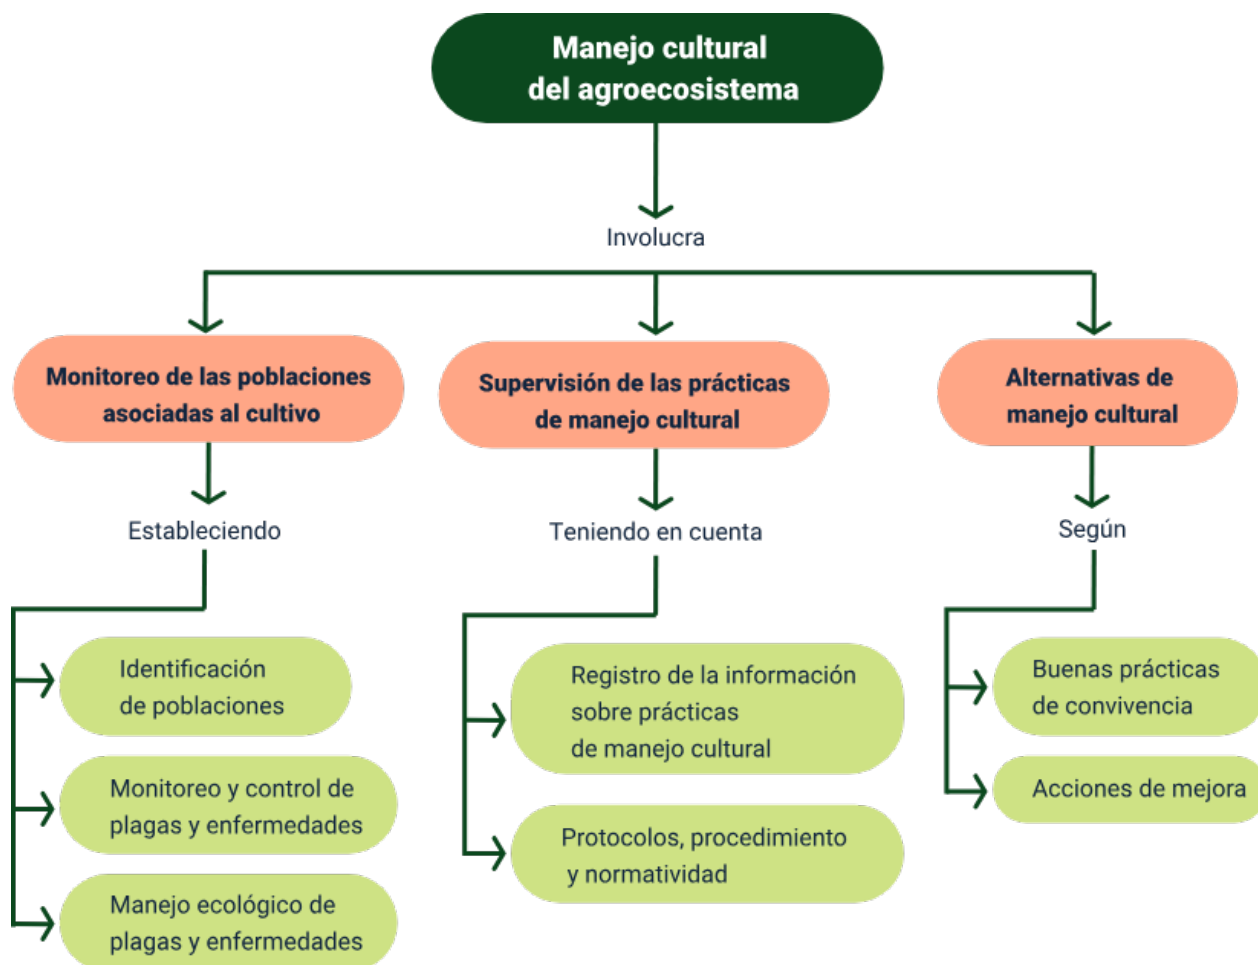 Manejo cultural
del agroecosistema
Involucra
Monitoreo de las poblaciones
asociadas al cultivo
Estableciendo
Identificación
de poblaciones
Monitoreo y control de
plagas y enfermedades
Manejo ecológico de
plagas y enfermedades
Supervisión de las prácticas
de manejo cultural
Teniendo en cuenta
Registro de la información
sobre prácticas
de manejo cultural
Protocolos, procedimiento
y normatividad
Alternativas de
manejo cultural
Según
Buenas prácticas
de convivencia
Acciones de mejora